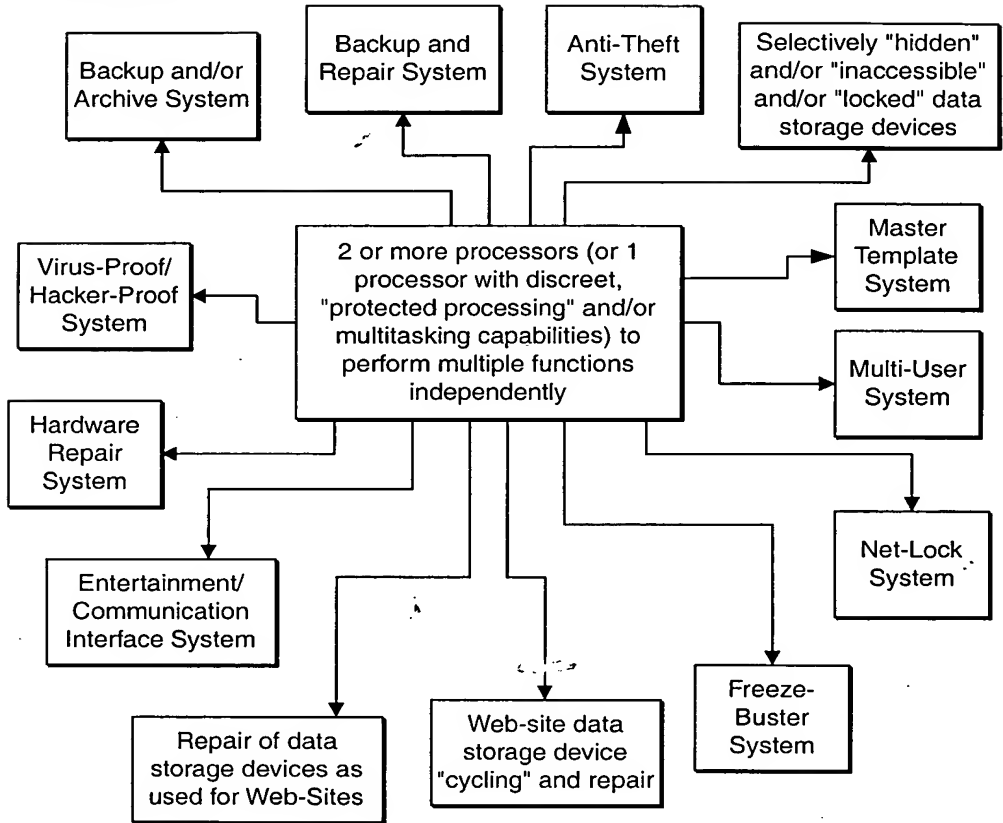 Backup and/or
Archive System
Backup and
Repair System
Anti-Theft
System
Selectively "hidden"
and/or "inaccessible"
and/or "locked" data
storage devices
2 or more processors (or 1
processor with discreet,
"protected processing" and/or
multitasking capabilities) to
perform multiple functions
independently
Virus-Proof/
Hacker-Proof
System
Master
Template
System
Multi-User
System
Hardware
Repair
System
Net-Lock
System
Entertainment/
Communication
Interface System
Freeze-
Buster
System
Repair of data
storage devices as
used for Web-Sites
Web-site data
storage device
"cycling" and repair